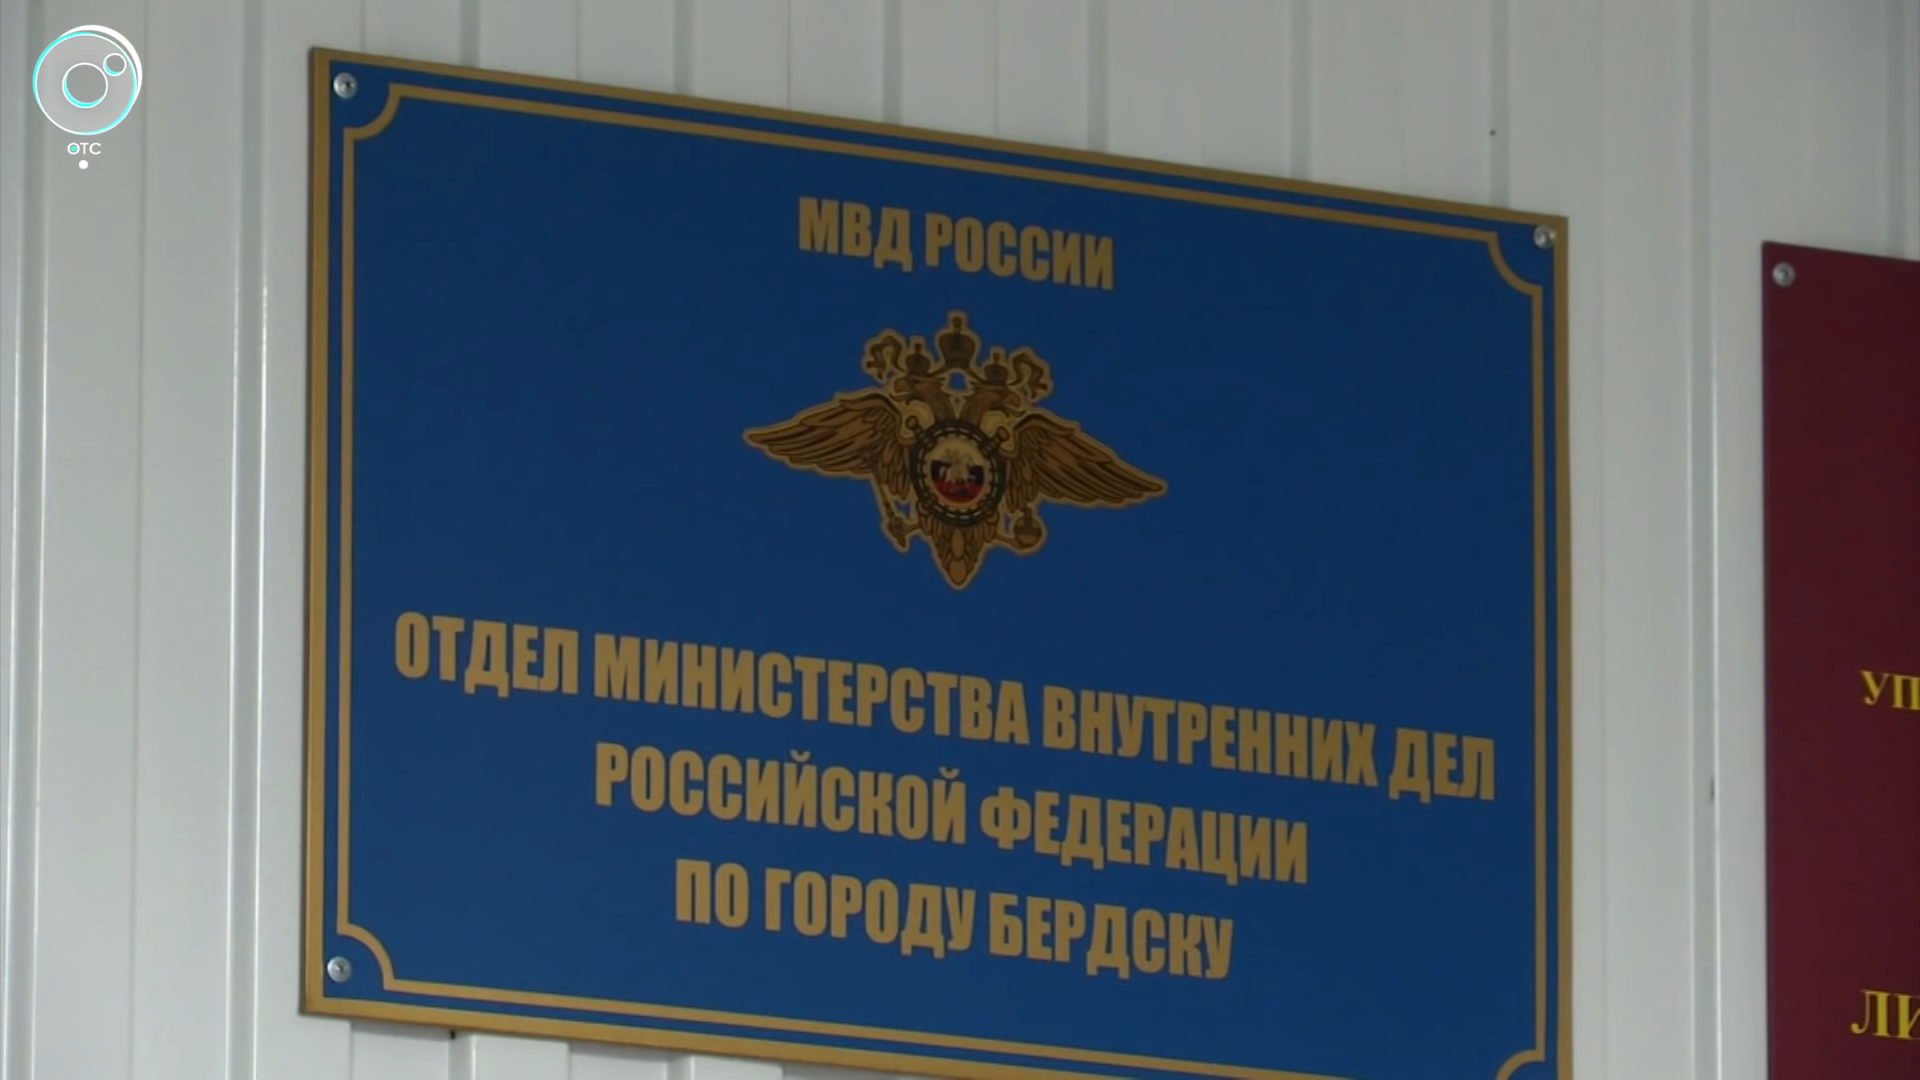 ОТС
МВД РОССИИ
ОТДЕЛ МИНИСТЕРСТВА ВНУТРЕННИХ ДЕЛ
РОССИЙСКОЙ ФЕДЕРАЦИИ
ПО ГОРОДУ БЕРДСКУ